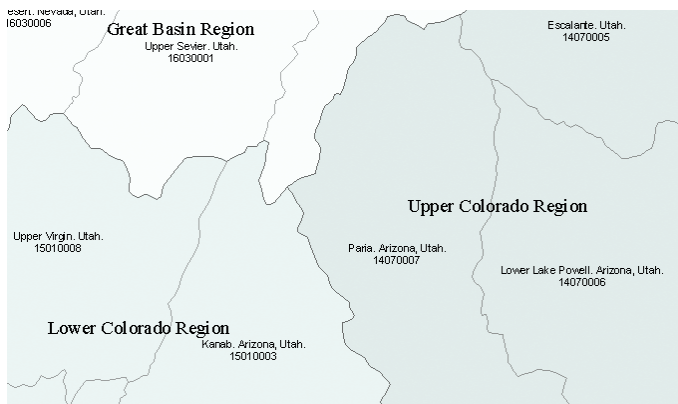 Nevada, Utah.
16030006
Great Basin Region
Upper Sevier. Utah.
16030001
Escalante. Utah.
14070005
Upper Colorado Region
Upper Virgin. Utah.
15010008
Paria. Arizona, Utah.
14070007
Lower Lake Powell. Arizona, Utah.
14070006
Lower Colorado Region
Kanab. Arizona, Utah.
15010003